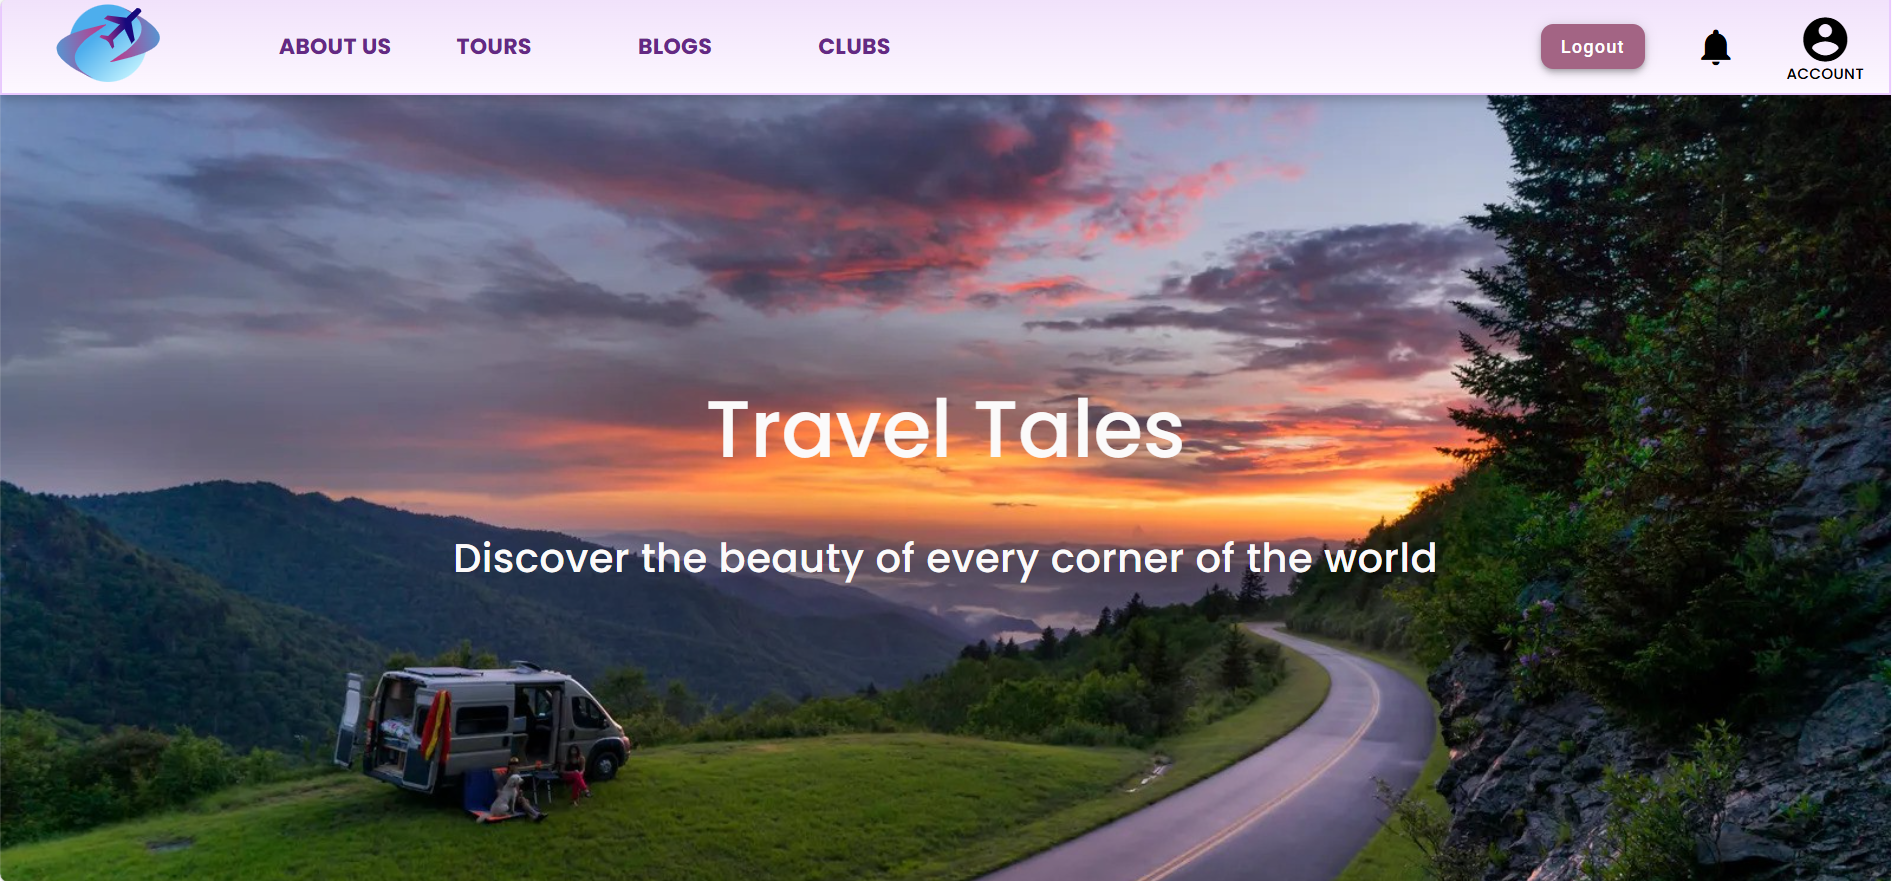 ABOUT US
TOURS
BLOGS
CLUBS
Logout
ACCOUNT
Travel Tales
Discover the beauty of every corner of the world